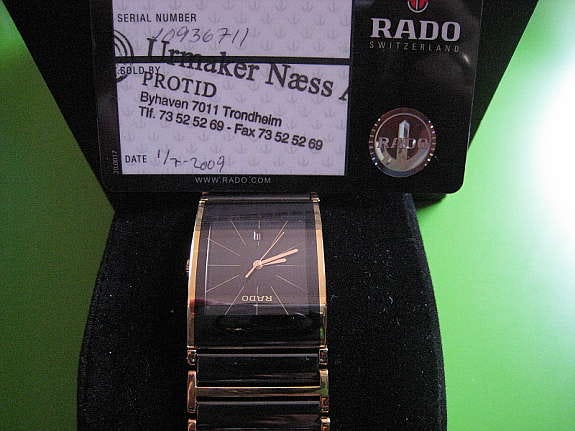 SERIAL NUMBER
10936711
RADO
SWITZERLAND
Urmaker Næss A
SOLD BY
PROTID
Byhaven 7011 Trondheim
Tlf. 73 52 52 69 - Fax 73 52 52 69
RADO
DATE 1/7-2009
WWW.RADO.COM
RADO